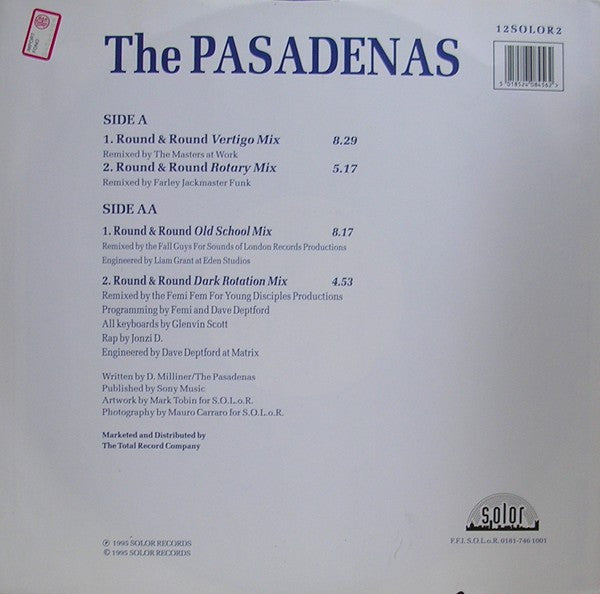 The PASADENAS
12SOLOR2
5 018524 084562
SIDE A
1. Round & Round Vertigo Mix 8.29
Remixed by The Masters at Work
2. Round & Round Rotary Mix 5.17
Remixed by Farley Jackmaster Funk
SIDE AA
1. Round & Round Old School Mix 8.17
Remixed by the Fall Guys For Sounds of London Records Productions
Engineered by Liam Grant at Eden Studios
2. Round & Round Dark Rotation Mix 4.53
Remixed by the Femi Fem For Young Disciples Productions
Programming by Femi and Dave Deptford
All keyboards by Glenvin Scott
Rap by Jonzi D.
Engineered by Dave Deptford at Matrix
Written by D. Milliner/The Pasadenas
Published by Sony Music
Artwork by Mark Tobin for S.O.L.o.R.
Photography by Mauro Carraro for S.O.L.o.R.
Marketed and Distributed by
The Total Record Company
solor
℗ 1995 SOLOR RECORDS
© 1995 SOLOR RECORDS
F.F.I. S.O.L.o.R. 0181-746 1001